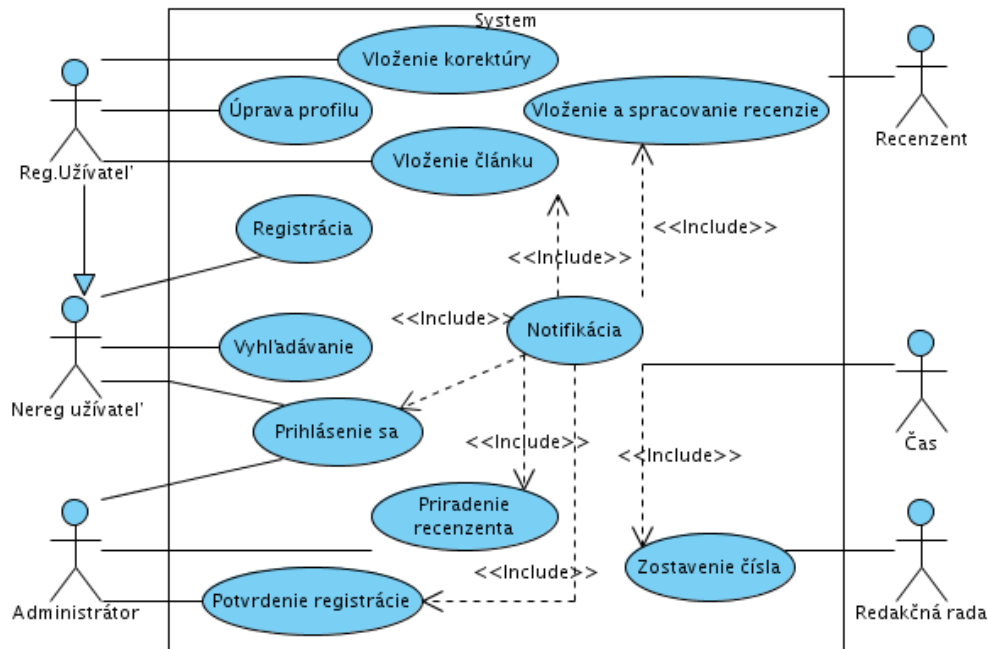 System
Vloženie korektúry
Vloženie a spracovanie recenzie
Úprava profilu
Recenzent
Vloženie článku
Reg.Užívateľ
Registrácia
<<Include>>
<<Include>>
<<Include>>
Notifikácia
Vyhľadávanie
Nereg užívateľ
Prihlásenie sa
Čas
<<Include>>
<<Include>>
Priradenie
recenzenta
Zostavenie čísla
<<Include>>
Potvrdenie registrácie
Administrátor
Redakčná rada